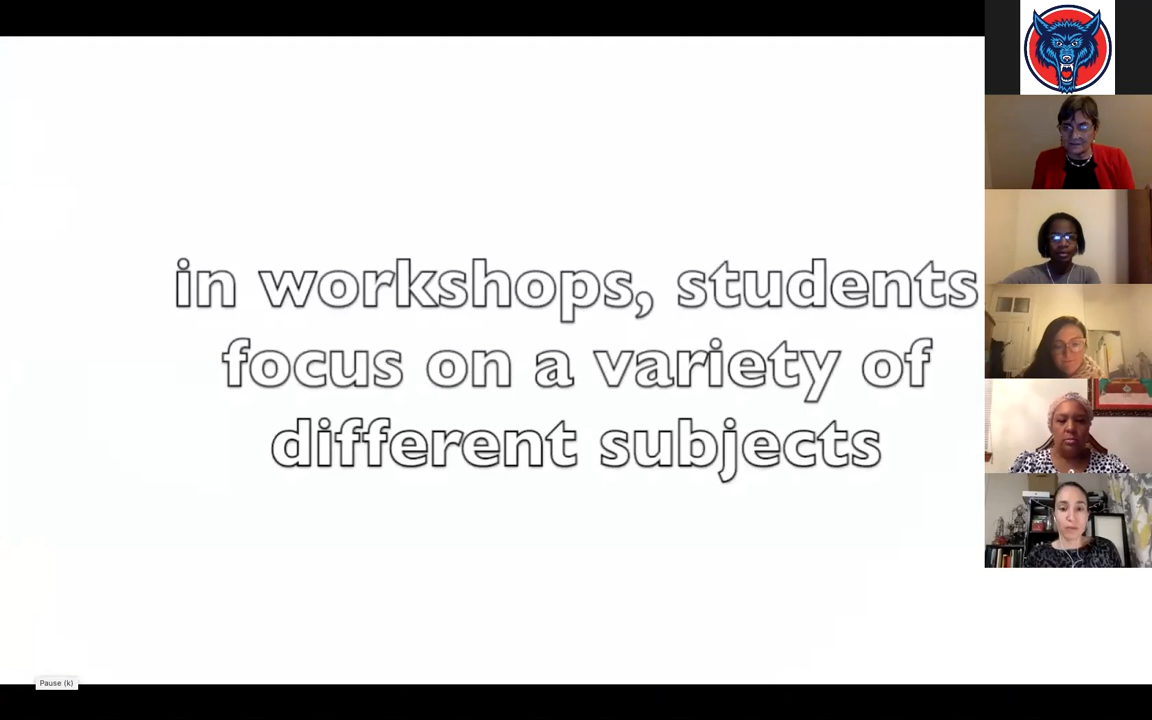 in workshops, students
focus on a variety of
different subjects
Pause (k)